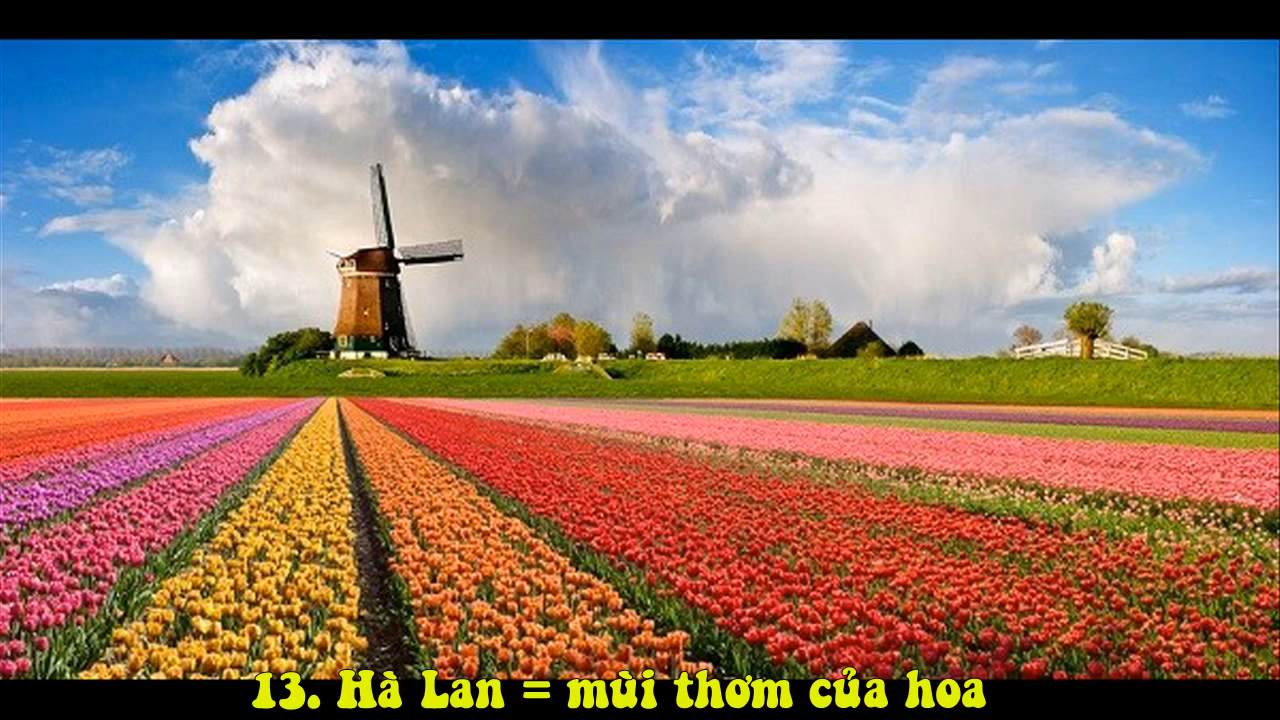 13. Hà Lan = mùi thơm của hoa